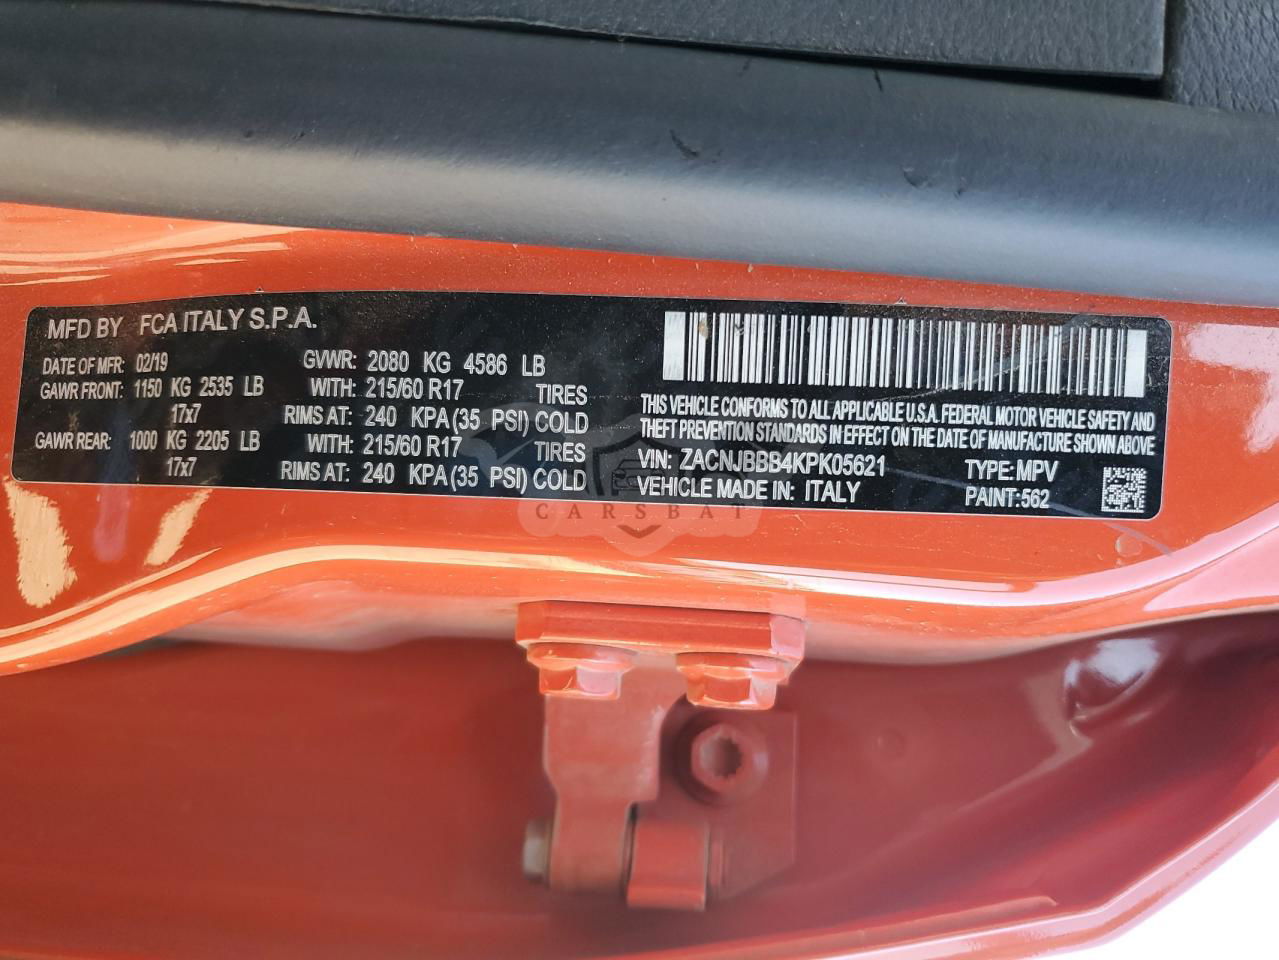 MFD BY FCA ITALY S.P.A.
DATE OF MFR: 02/19 GVWR: 2080 KG 4586 LB
GAWR FRONT: 1150 KG 2535 LB WITH: 215/60 R17 TIRES
17x7 RIMS AT: 240 KPA (35 PSI) COLD
GAWR REAR: 1000 KG 2205 LB WITH: 215/60 R17 TIRES
17x7 RIMS AT: 240 KPA (35 PSI) COLD
THIS VEHICLE CONFORMS TO ALL APPLICABLE U.S.A. FEDERAL MOTOR VEHICLE SAFETY AND
THEFT PREVENTION STANDARDS IN EFFECT ON THE DATE OF MANUFACTURE SHOWN ABOVE
VIN: ZACNJBBB4KPK05621 TYPE: MPV
VEHICLE MADE IN: ITALY PAINT:562
CARSBAT